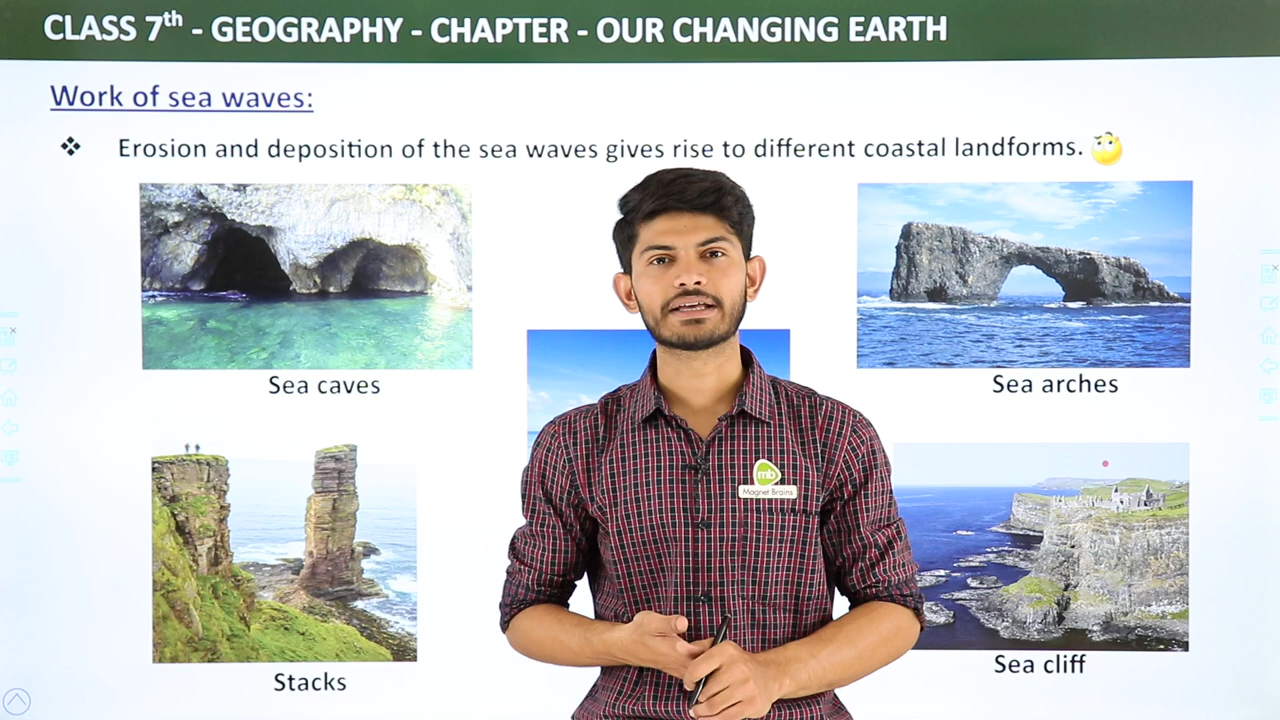 CLASS 7th - GEOGRAPHY - CHAPTER - OUR CHANGING EARTH
Work of sea waves:
❖ Erosion and deposition of the sea waves gives rise to different coastal landforms.
Sea caves
Sea arches
mb
Magnet Brains
Stacks
Sea cliff